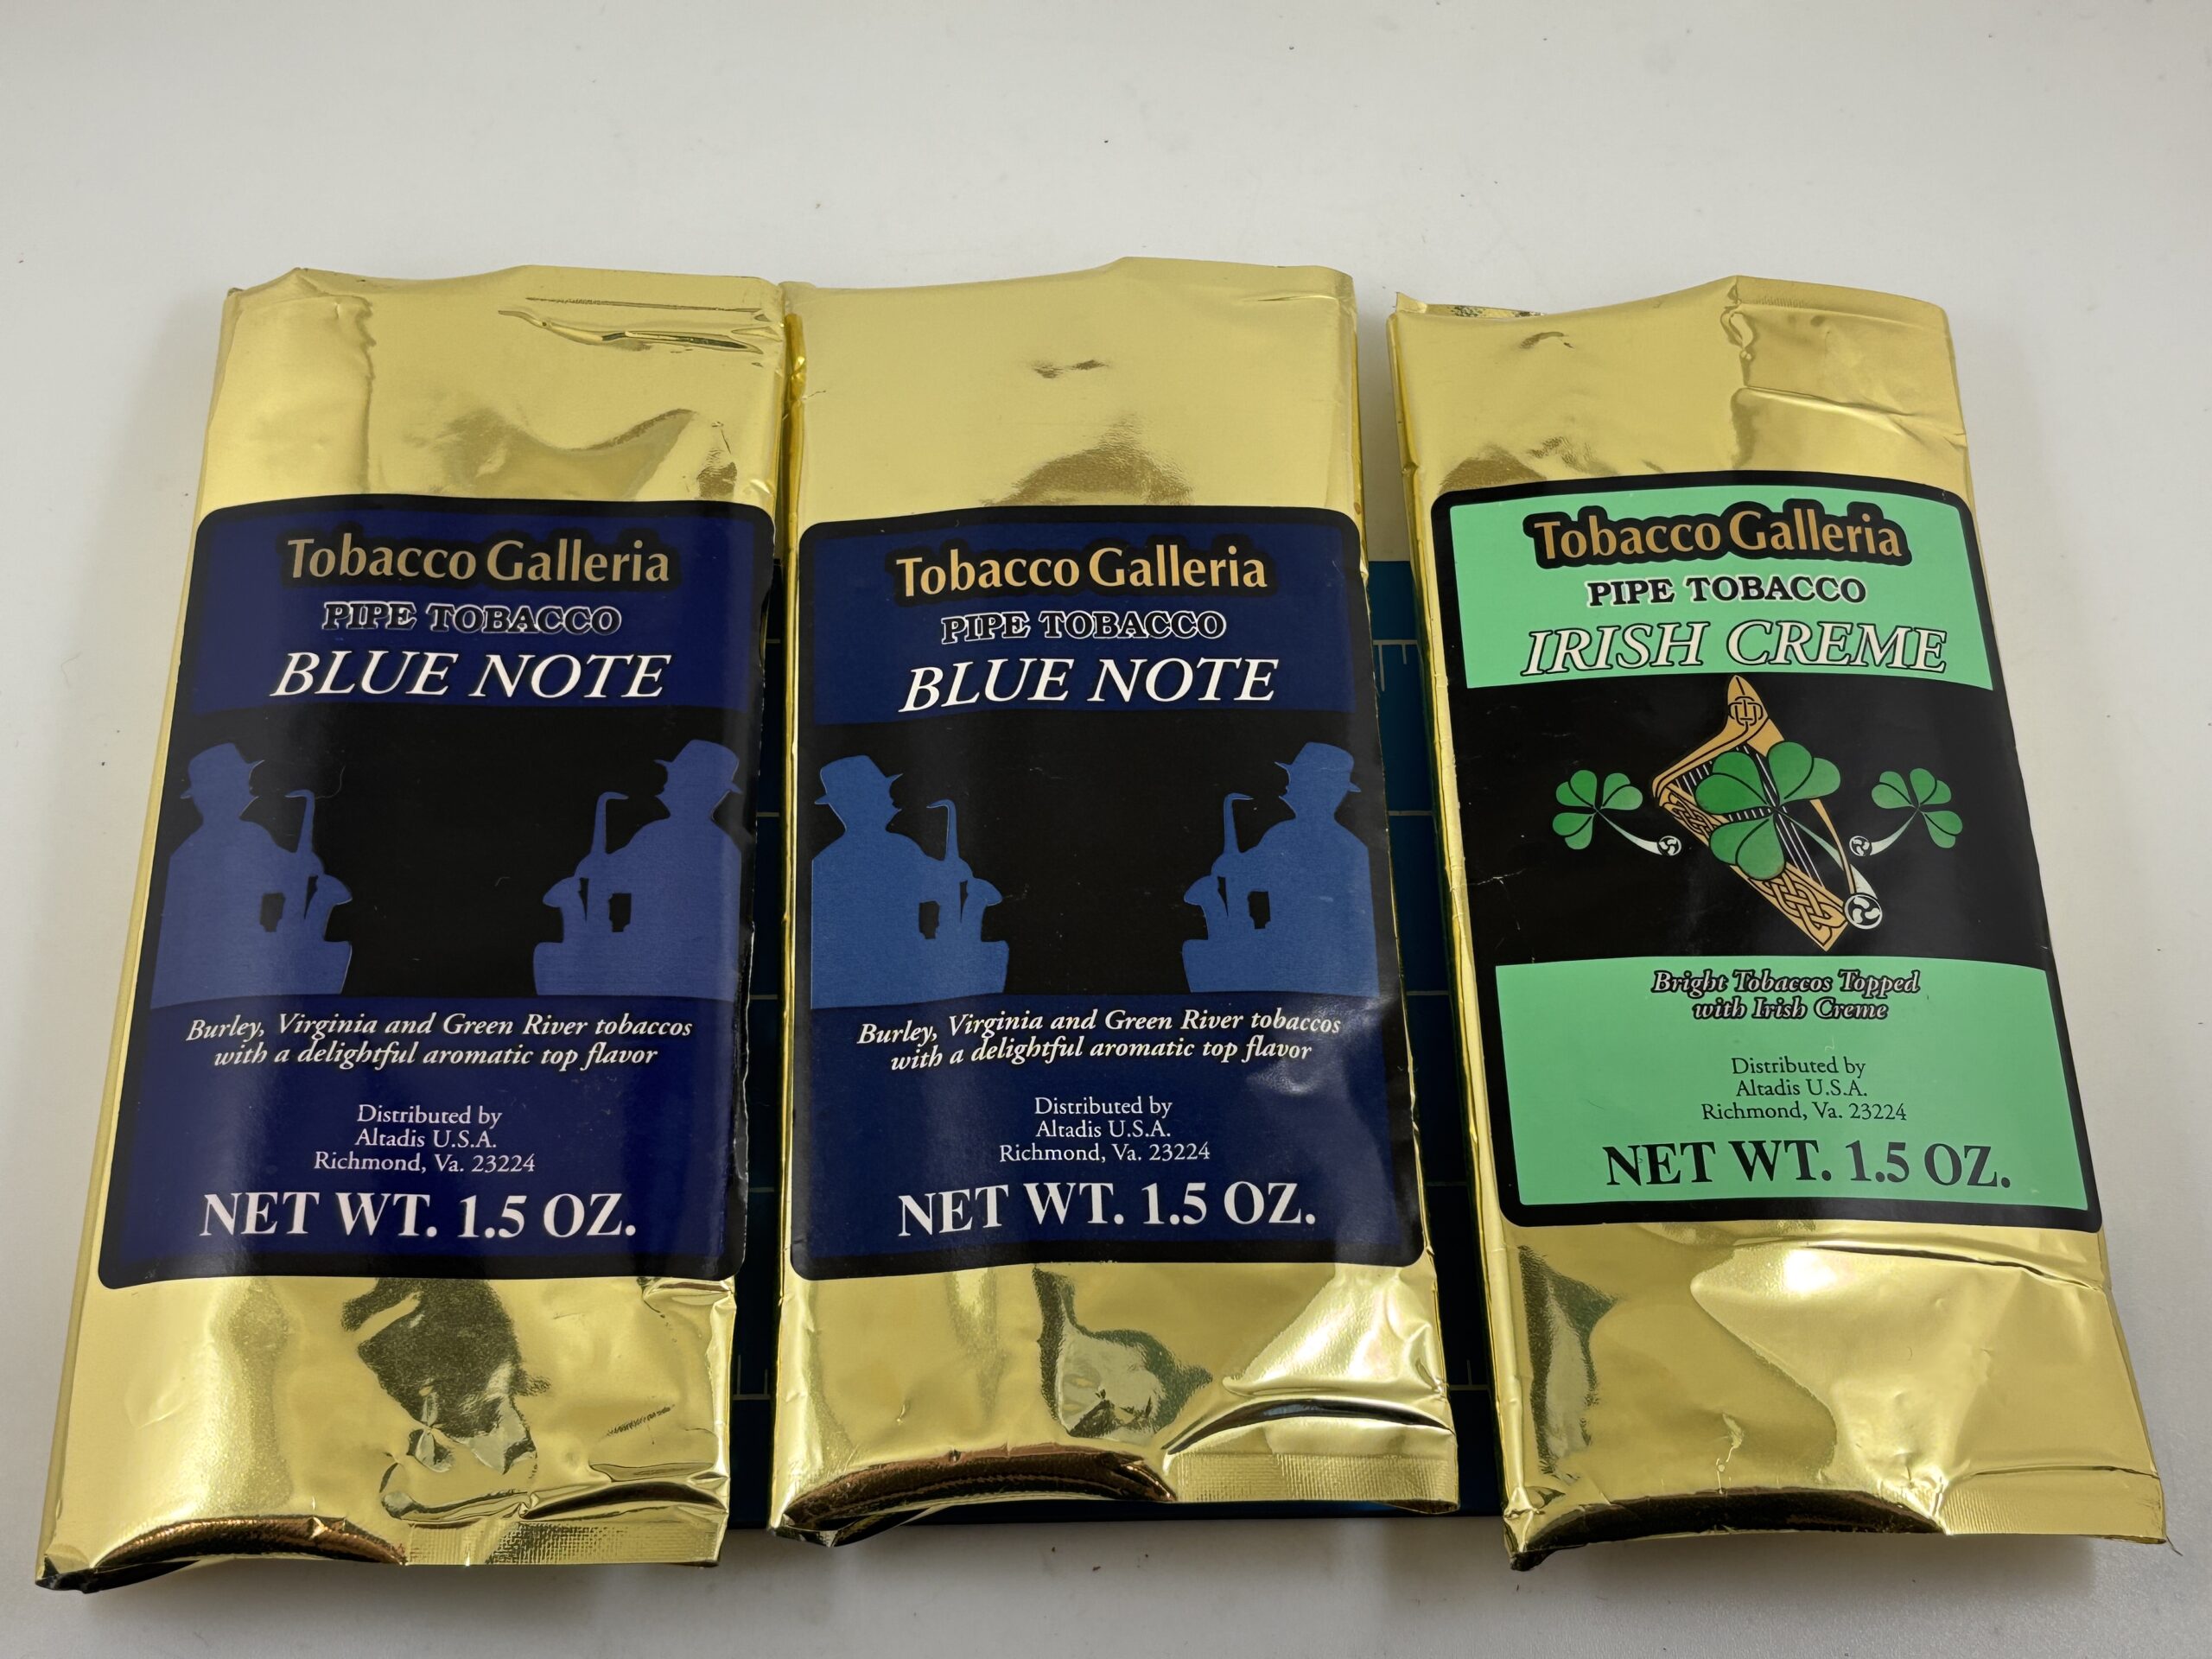 Tobacco Galleria
PIPE TOBACCO
BLUE NOTE
Burley, Virginia and Green River tobaccos
with a delightful aromatic top flavor
Distributed by
Altadis U.S.A.
Richmond, Va. 23224
NET WT. 1.5 OZ.
Tobacco Galleria
PIPE TOBACCO
BLUE NOTE
Burley, Virginia and Green River tobaccos
with a delightful aromatic top flavor
Distributed by
Altadis U.S.A.
Richmond, Va. 23224
NET WT. 1.5 OZ.
Tobacco Galleria
PIPE TOBACCO
IRISH CREME
Bright Tobaccos Topped
with Irish Creme
Distributed by
Altadis U.S.A.
Richmond, Va. 23224
NET WT. 1.5 OZ.